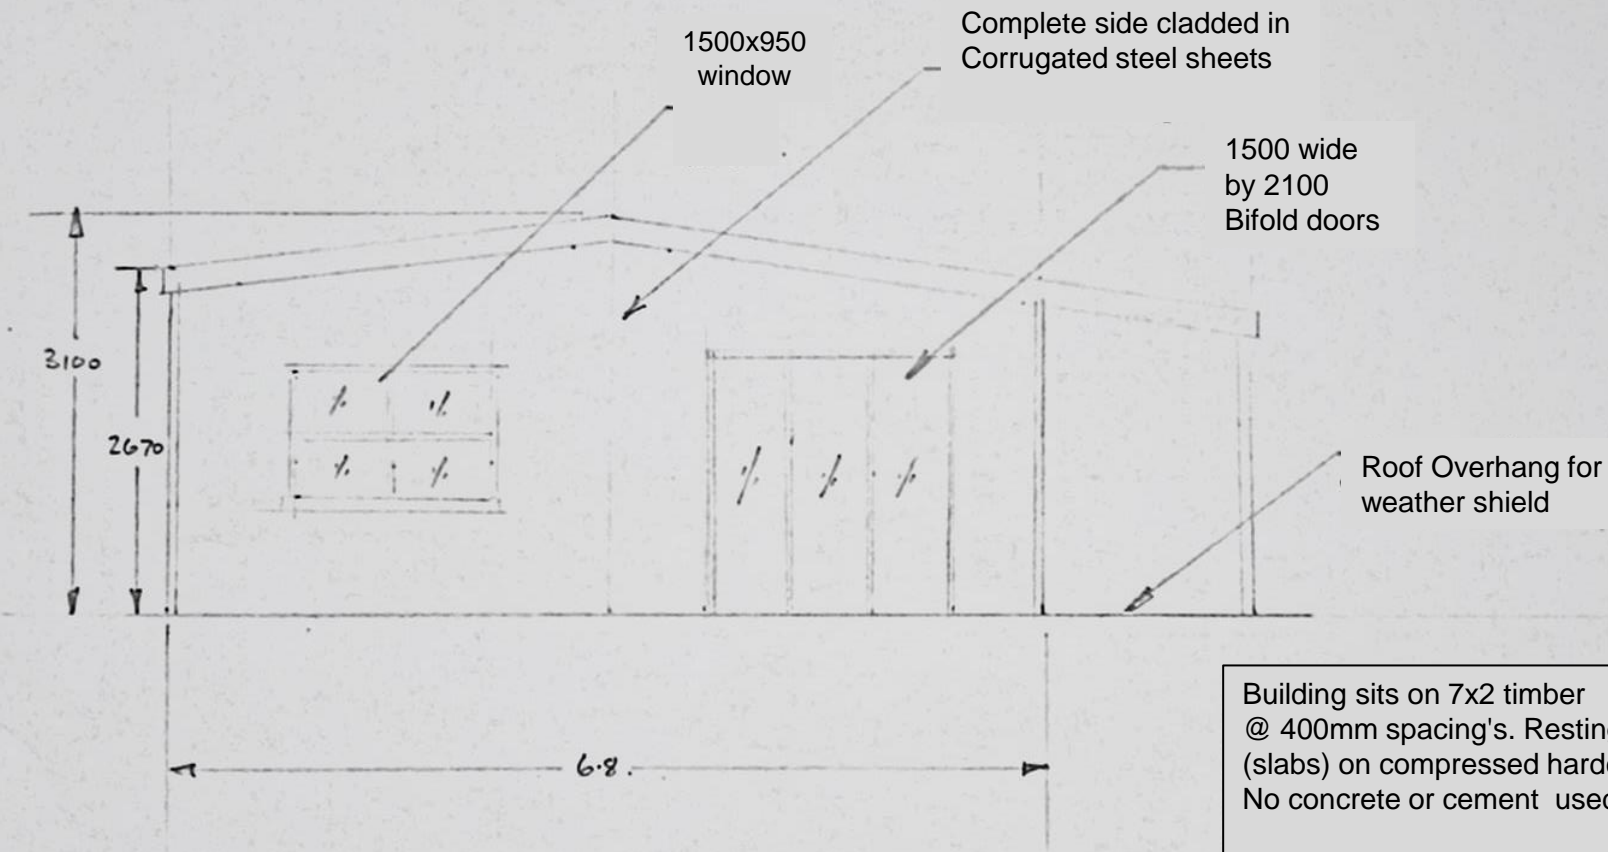 1500x950
window
Complete side cladded in
Corrugated steel sheets
1500 wide
by 2100
Bifold doors
3100
2670
Roof Overhang for
weather shield
6.8.
Building sits on 7x2 timber
@ 400mm spacing's. Resting
(slabs) on compressed hardc
No concrete or cement  used